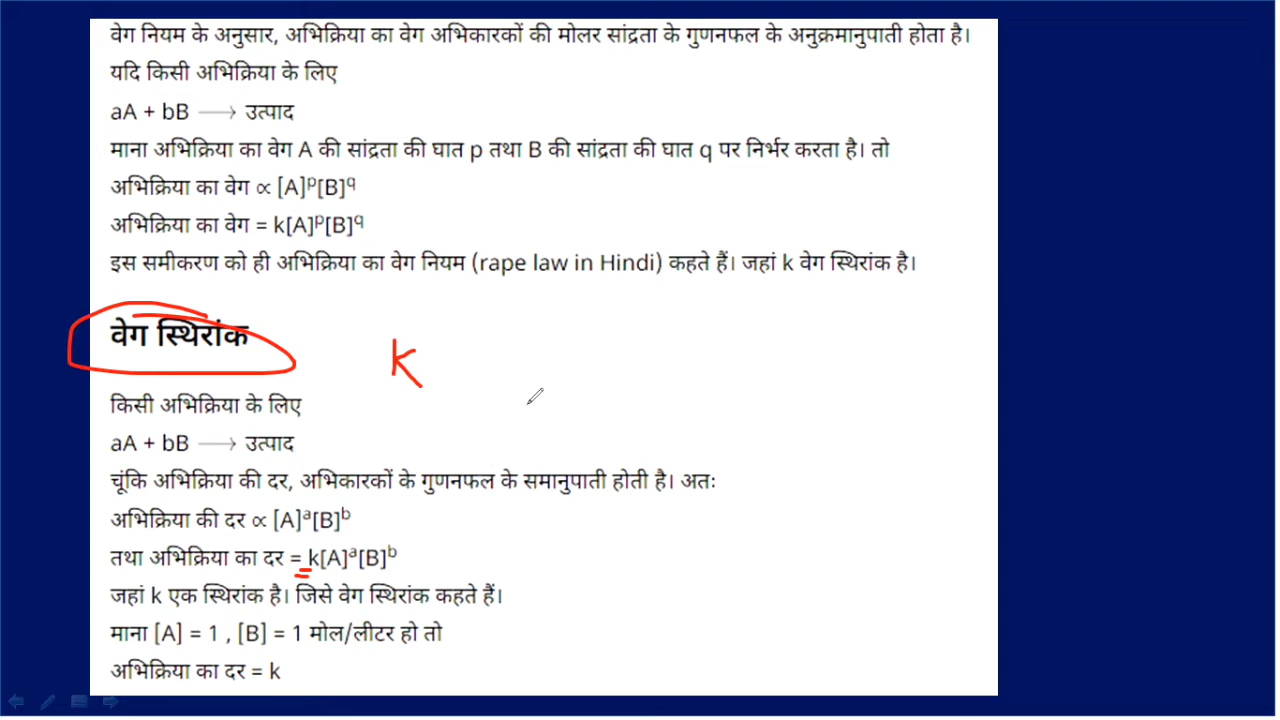 वेग नियम के अनुसार, अभिक्रिया का वेग अभिकारकों की मोलर सांद्रता के गुणनफल के अनुक्रमानुपाती होता है।
यदि किसी अभिक्रिया के लिए
aA + bB ⟶ उत्पाद
माना अभिक्रिया का वेग A की सांद्रता की घात p तथा B की सांद्रता की घात q पर निर्भर करता है। तो
अभिक्रिया का वेग ∝ [A]ᵖ[B]^q
अभिक्रिया का वेग = k[A]ᵖ[B]^q
इस समीकरण को ही अभिक्रिया का वेग नियम (rape law in Hindi) कहते हैं। जहां k वेग स्थिरांक है।
वेग स्थिरांक
K
किसी अभिक्रिया के लिए
aA + bB ⟶ उत्पाद
चूंकि अभिक्रिया की दर, अभिकारकों के गुणनफल के समानुपाती होती है। अतः
अभिक्रिया की दर ∝ [A]ᵃ[B]ᵇ
तथा अभिक्रिया का दर = k[A]ᵃ[B]ᵇ
जहां k एक स्थिरांक है। जिसे वेग स्थिरांक कहते हैं।
माना [A] = 1 , [B] = 1 मोल/लीटर हो तो
अभिक्रिया का दर = k